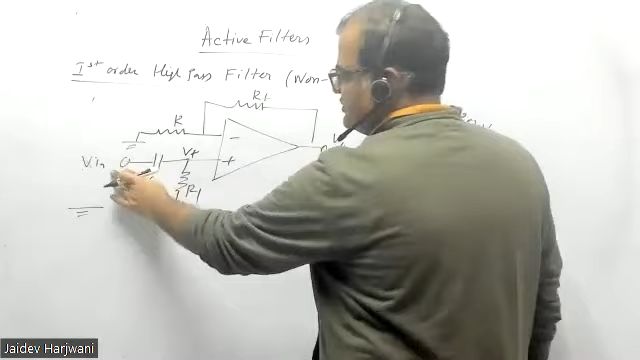 Active Filters
Ist order High Pass Filter (Non-
Rf
R
V+
Vin
-
+
R1
Jaidev Harjwani